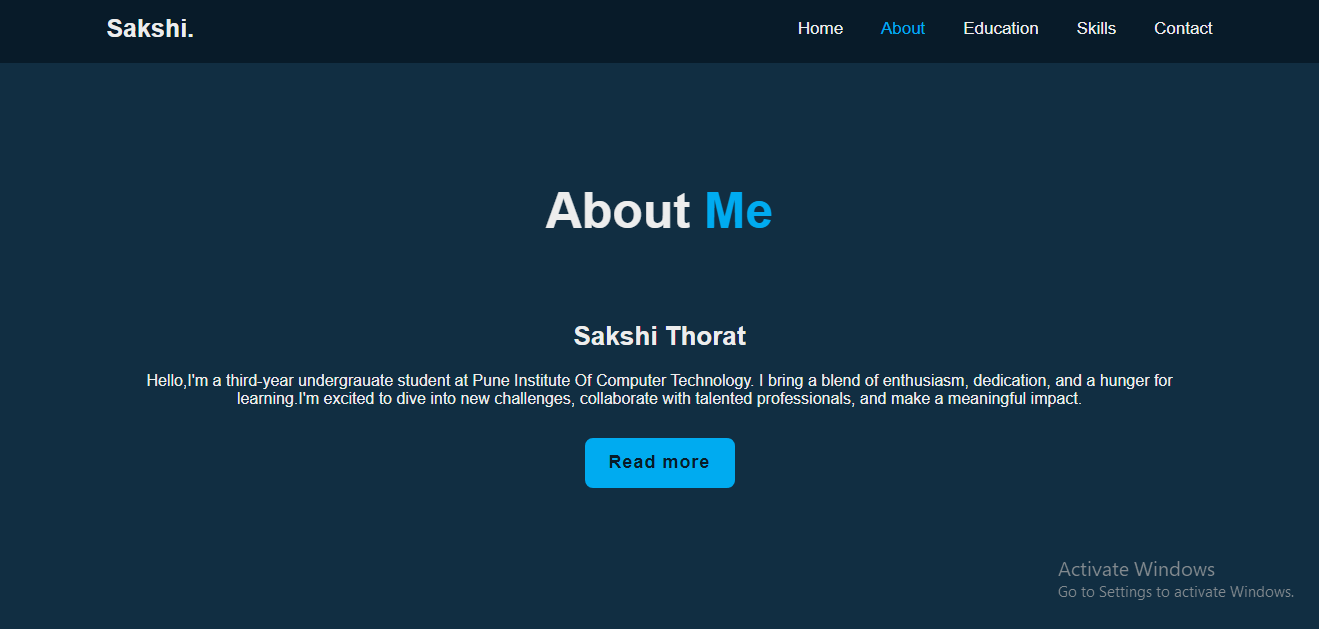 Sakshi.
Home About Education Skills Contact
About Me
Sakshi Thorat
Hello,I'm a third-year undergrauate student at Pune Institute Of Computer Technology. I bring a blend of enthusiasm, dedication, and a hunger for
learning.I'm excited to dive into new challenges, collaborate with talented professionals, and make a meaningful impact.
Read more
Activate Windows
Go to Settings to activate Windows.